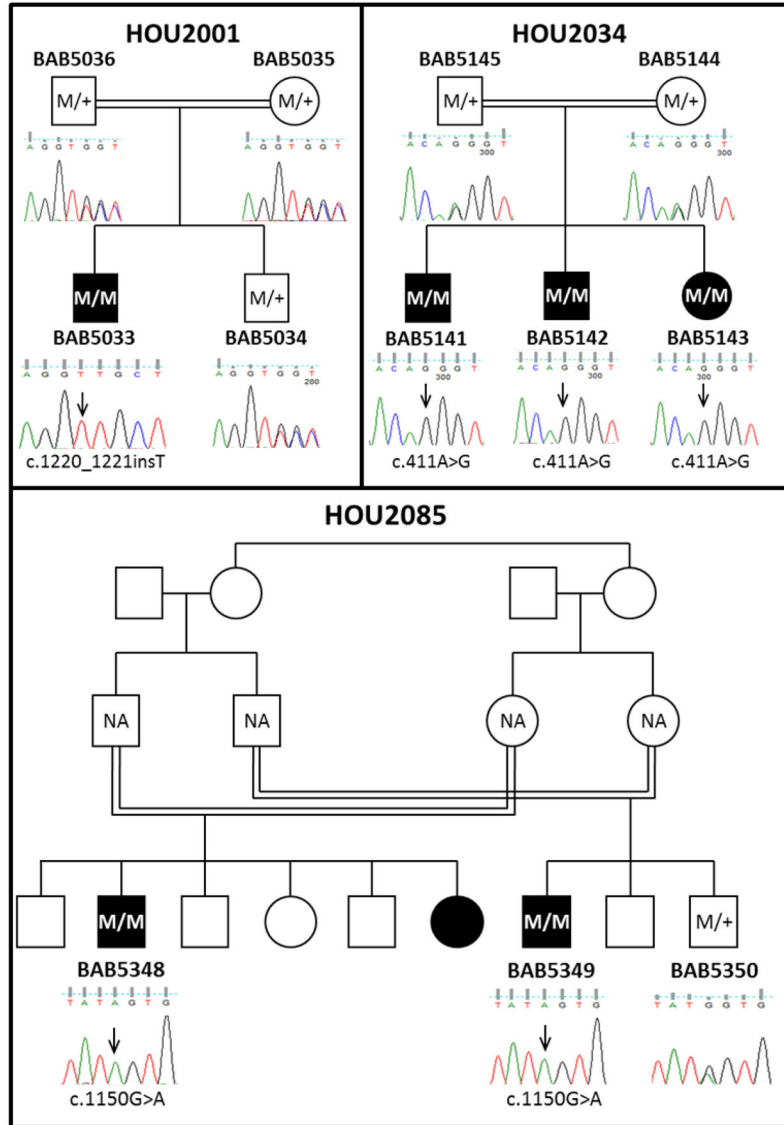 HOU2001
BAB5036
BAB5035
M/+
M/+
A G G T G G T
A G G T G G T
M/M
M/+
BAB5033
BAB5034
A G G T T G C T
A G G T G G T
280
c.1220_1221insT
HOU2034
BAB5145
BAB5144
M/+
M/+
A C A G G G T
300
A C A G G G T
300
M/M
M/M
M/M
BAB5141
BAB5142
BAB5143
A C A G G G T
300
A C A G G G T
300
A C A G G G T
300
c.411A>G
c.411A>G
c.411A>G
HOU2085
NA
NA
NA
NA
M/M
M/M
M/+
BAB5348
BAB5349
BAB5350
T A T A G T G
T A T A G T G
T A T G G T G
c.1150G>A
c.1150G>A